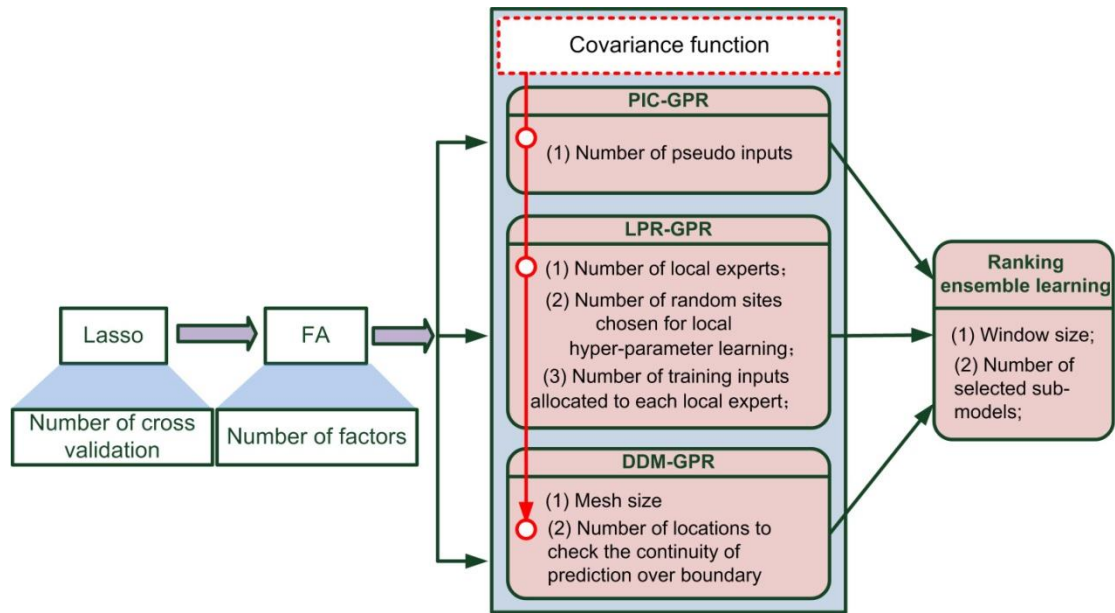 Covariance function
PIC-GPR
(1) Number of pseudo inputs
LPR-GPR
(1) Number of local experts;
(2) Number of random sites
chosen for local
hyper-parameter learning;
(3) Number of training inputs
allocated to each local expert;
DDM-GPR
(1) Mesh size
(2) Number of locations to
check the continuity of
prediction over boundary
Lasso
FA
Number of cross
validation
Number of factors
Ranking
ensemble learning
(1) Window size;
(2) Number of
selected sub-
models;